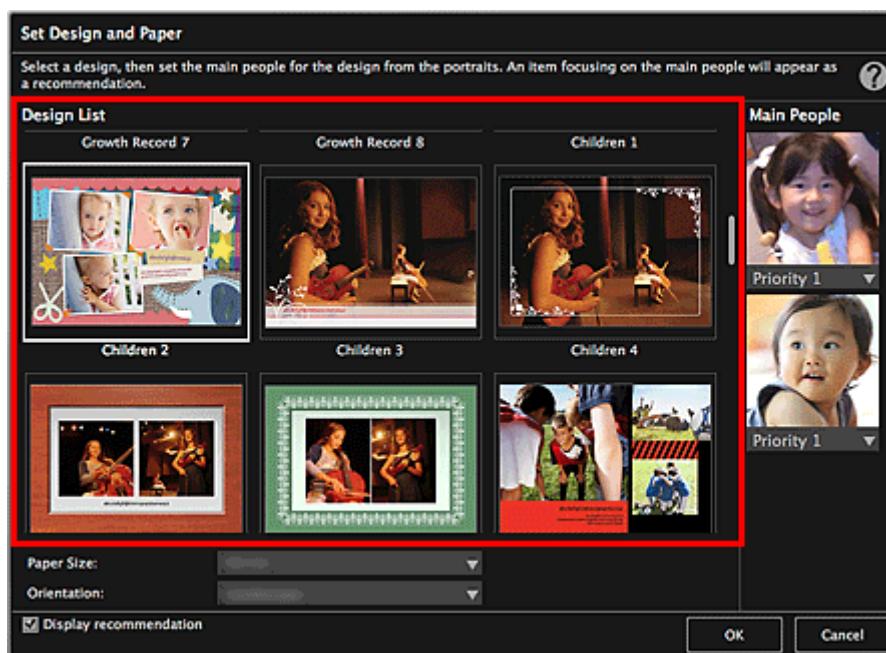 Set Design and Paper
Select a design, then set the main people for the design from the portraits. An item focusing on the main people will appear as
a recommendation.
?
Design List
Main People
Growth Record 7
Growth Record 8
Children 1
Priority 1
Children 2
Children 3
Children 4
Priority 1
Paper Size:
Orientation:
Display recommendation
OK
Cancel